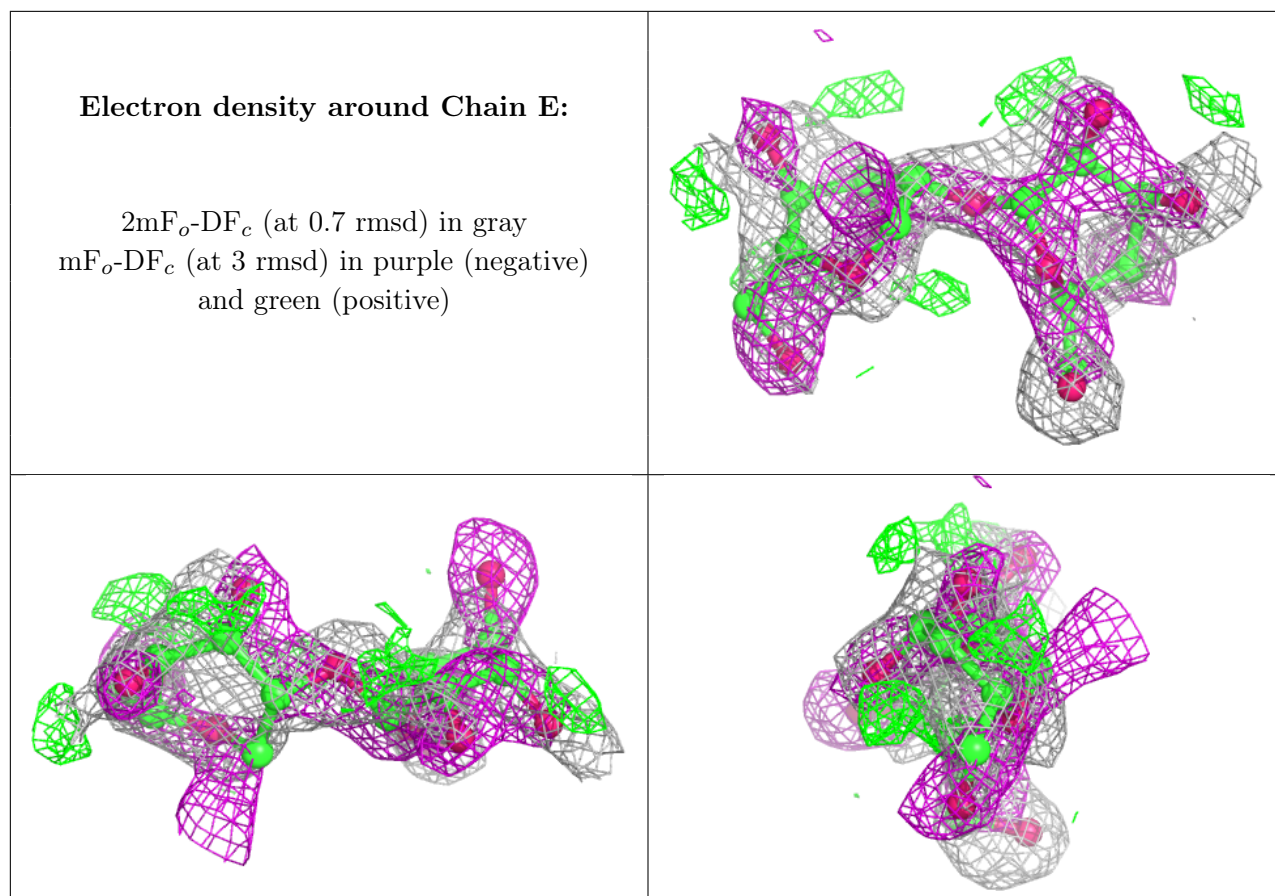 Electron density around Chain E:
2mFₒ-DF𝒸 (at 0.7 rmsd) in gray
mFₒ-DF𝒸 (at 3 rmsd) in purple (negative)
and green (positive)